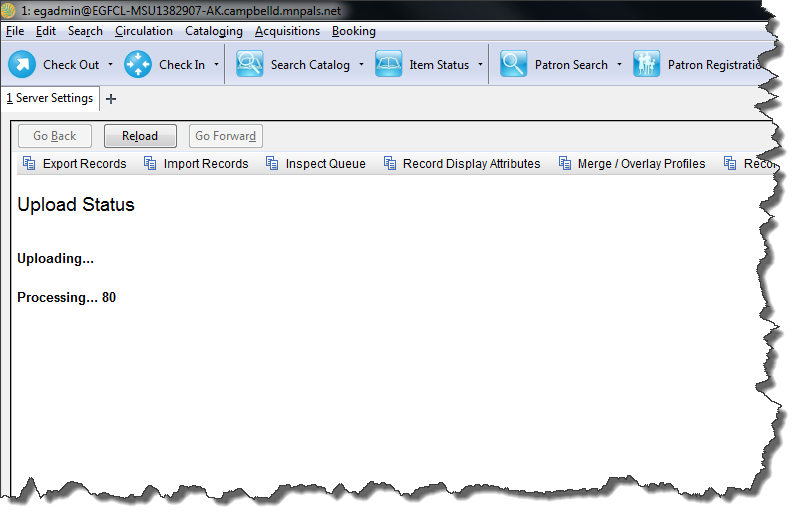 1: egadmin@EGFCL-MSU1382907-AK.campbelld.mnpals.net
File Edit Search Circulation Cataloging Acquisitions Booking
Check Out Check In Search Catalog Item Status Patron Search Patron Registratio
1 Server Settings
Go Back Reload Go Forward
Export Records Import Records Inspect Queue Record Display Attributes Merge / Overlay Profiles Reco
Upload Status
Uploading...
Processing... 80